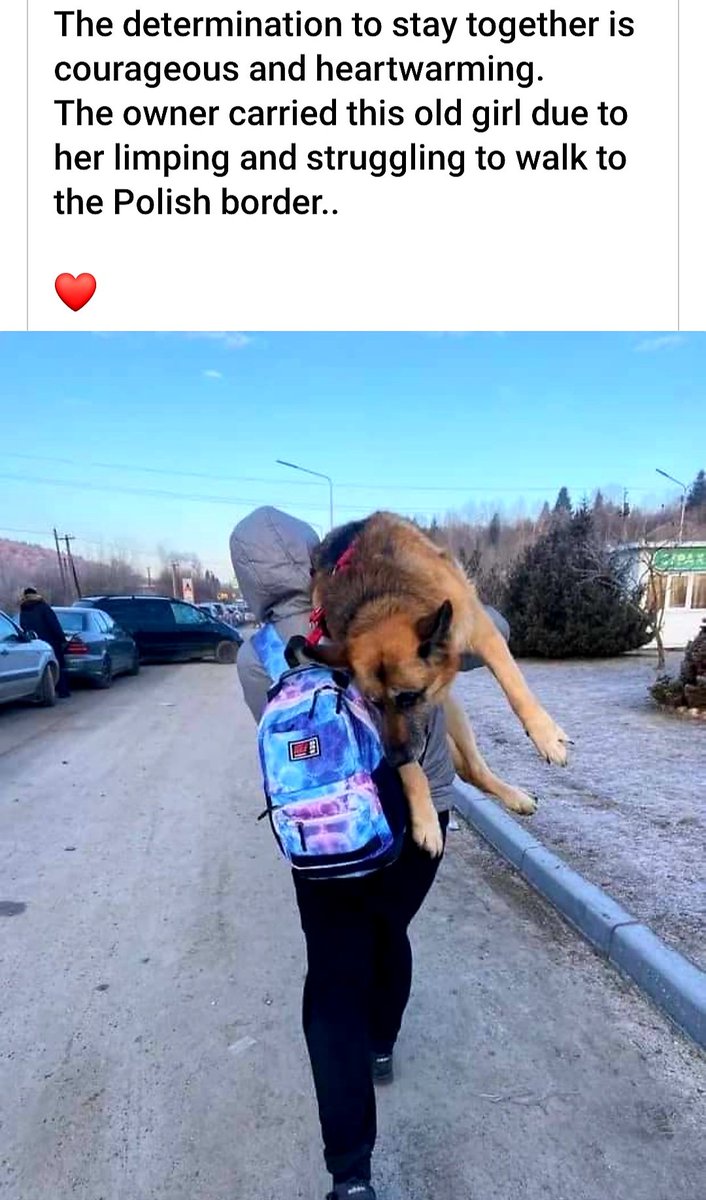 The determination to stay together is
courageous and heartwarming.
The owner carried this old girl due to
her limping and struggling to walk to
the Polish border..
❤️